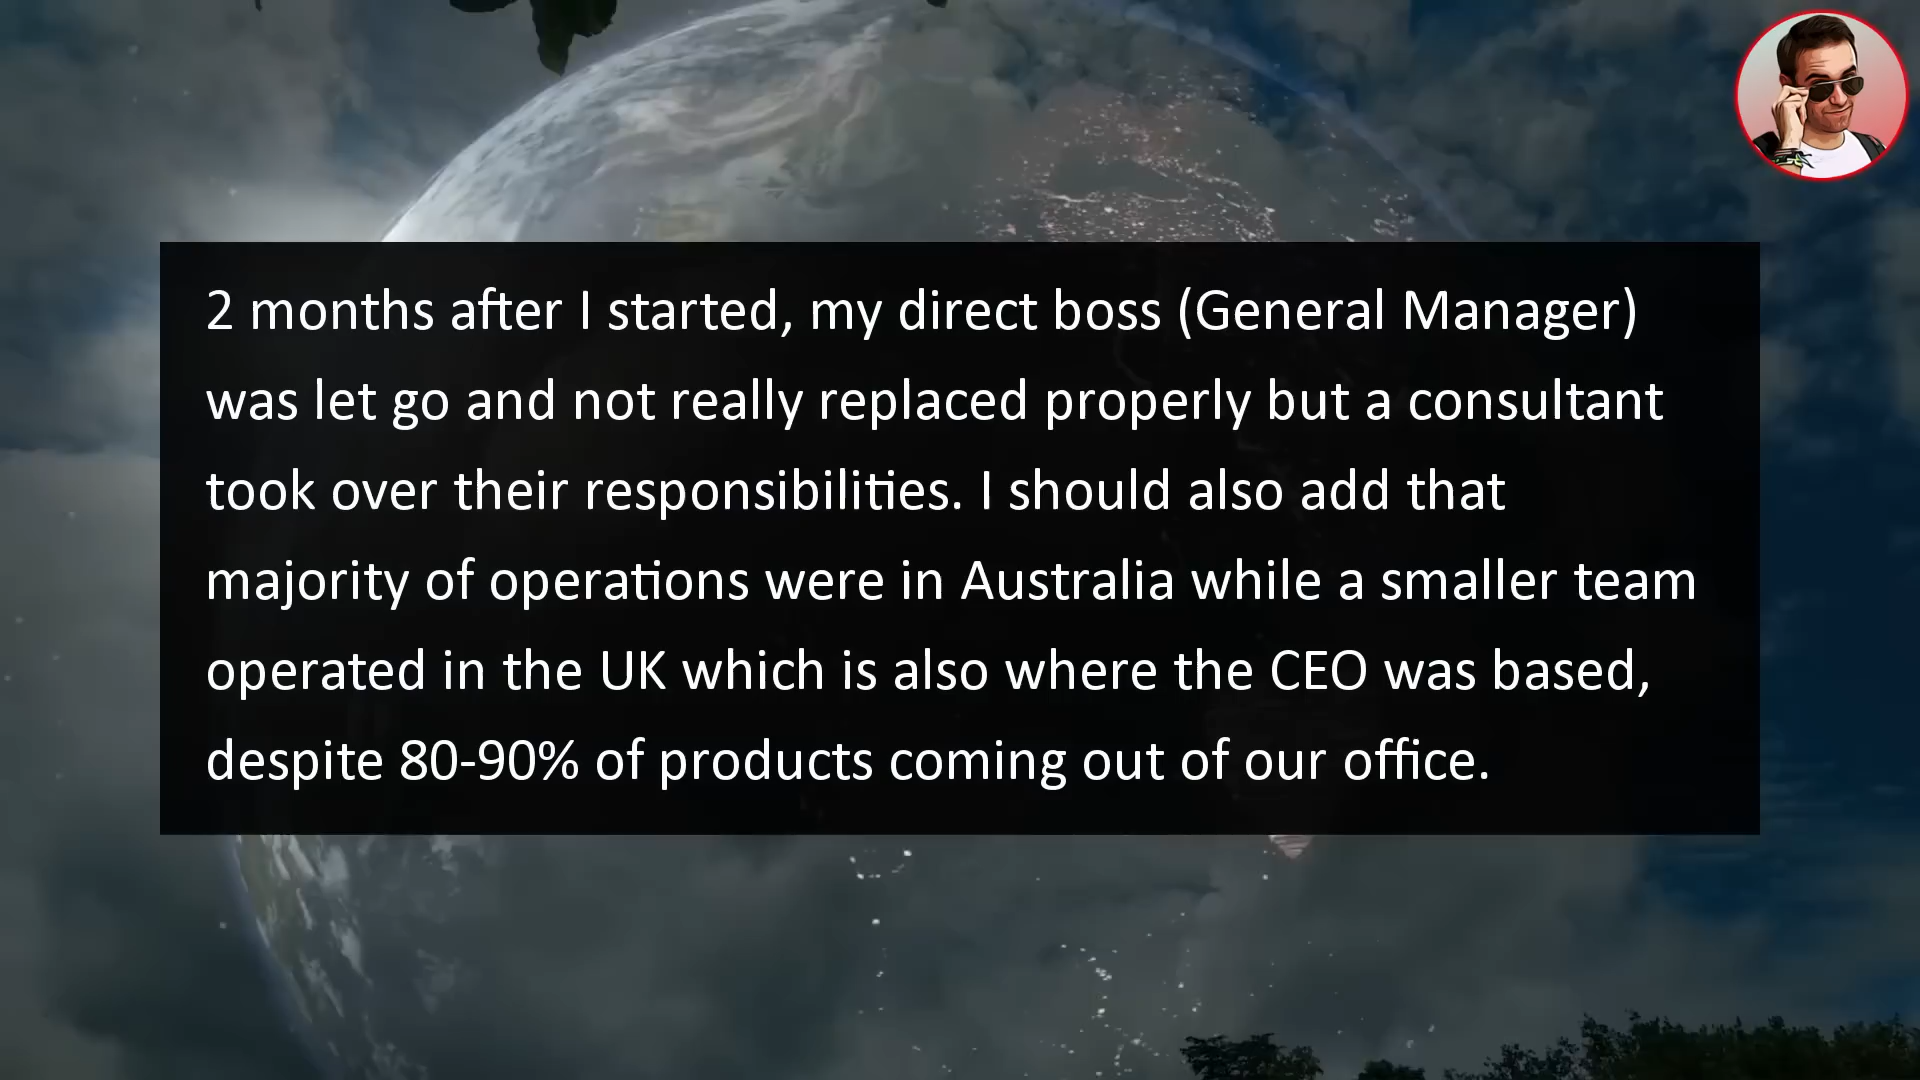 2 months after I started, my direct boss (General Manager)
was let go and not really replaced properly but a consultant
took over their responsibilities. I should also add that
majority of operations were in Australia while a smaller team
operated in the UK which is also where the CEO was based,
despite 80-90% of products coming out of our office.